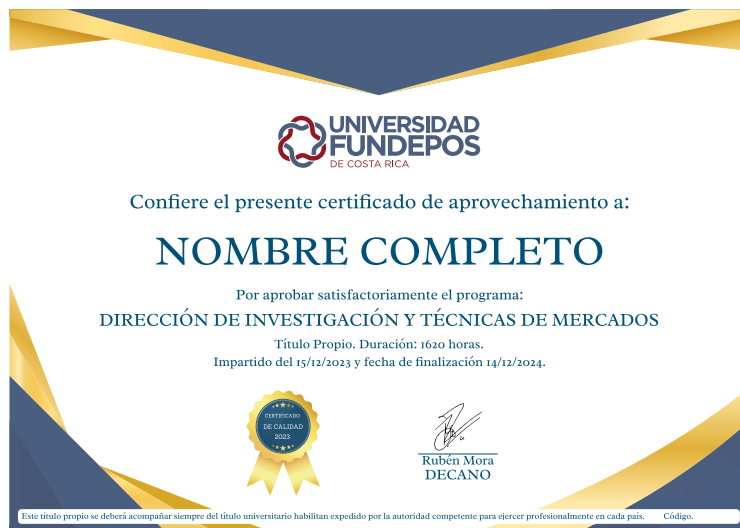 UNIVERSIDAD
FUNDEPOS
DE COSTA RICA
Confiere el presente certificado de aprovechamiento a:
NOMBRE COMPLETO
Por aprobar satisfactoriamente el programa:
DIRECCIÓN DE INVESTIGACIÓN Y TÉCNICAS DE MERCADOS
Título Propio. Duración: 1620 horas.
Impartido del 15/12/2023 y fecha de finalización 14/12/2024.
CERTIFICADO
DE CALIDAD
2023
Rubén Mora
DECANO
Este título propio se deberá acompañar siempre del título universitario habilitan expedido por la autoridad competente para ejercer profesionalmente en cada país. Código.